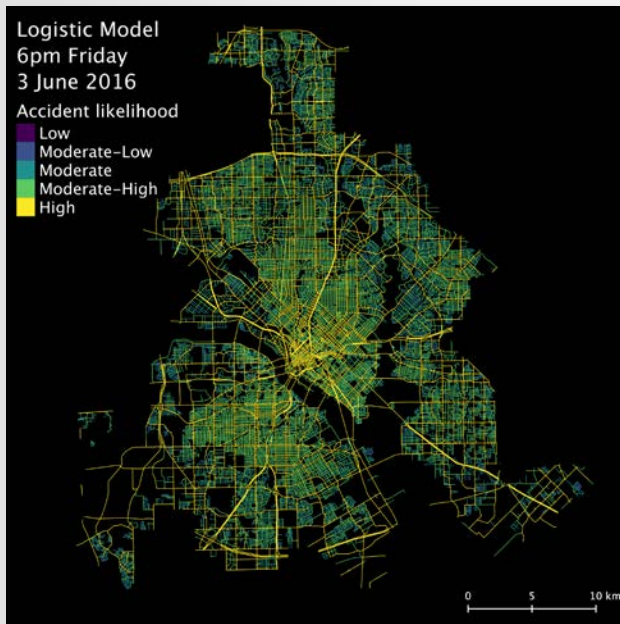 Logistic Model
6pm Friday
3 June 2016
Accident likelihood
Low
Moderate-Low
Moderate
Moderate-High
High
0 5 10 km